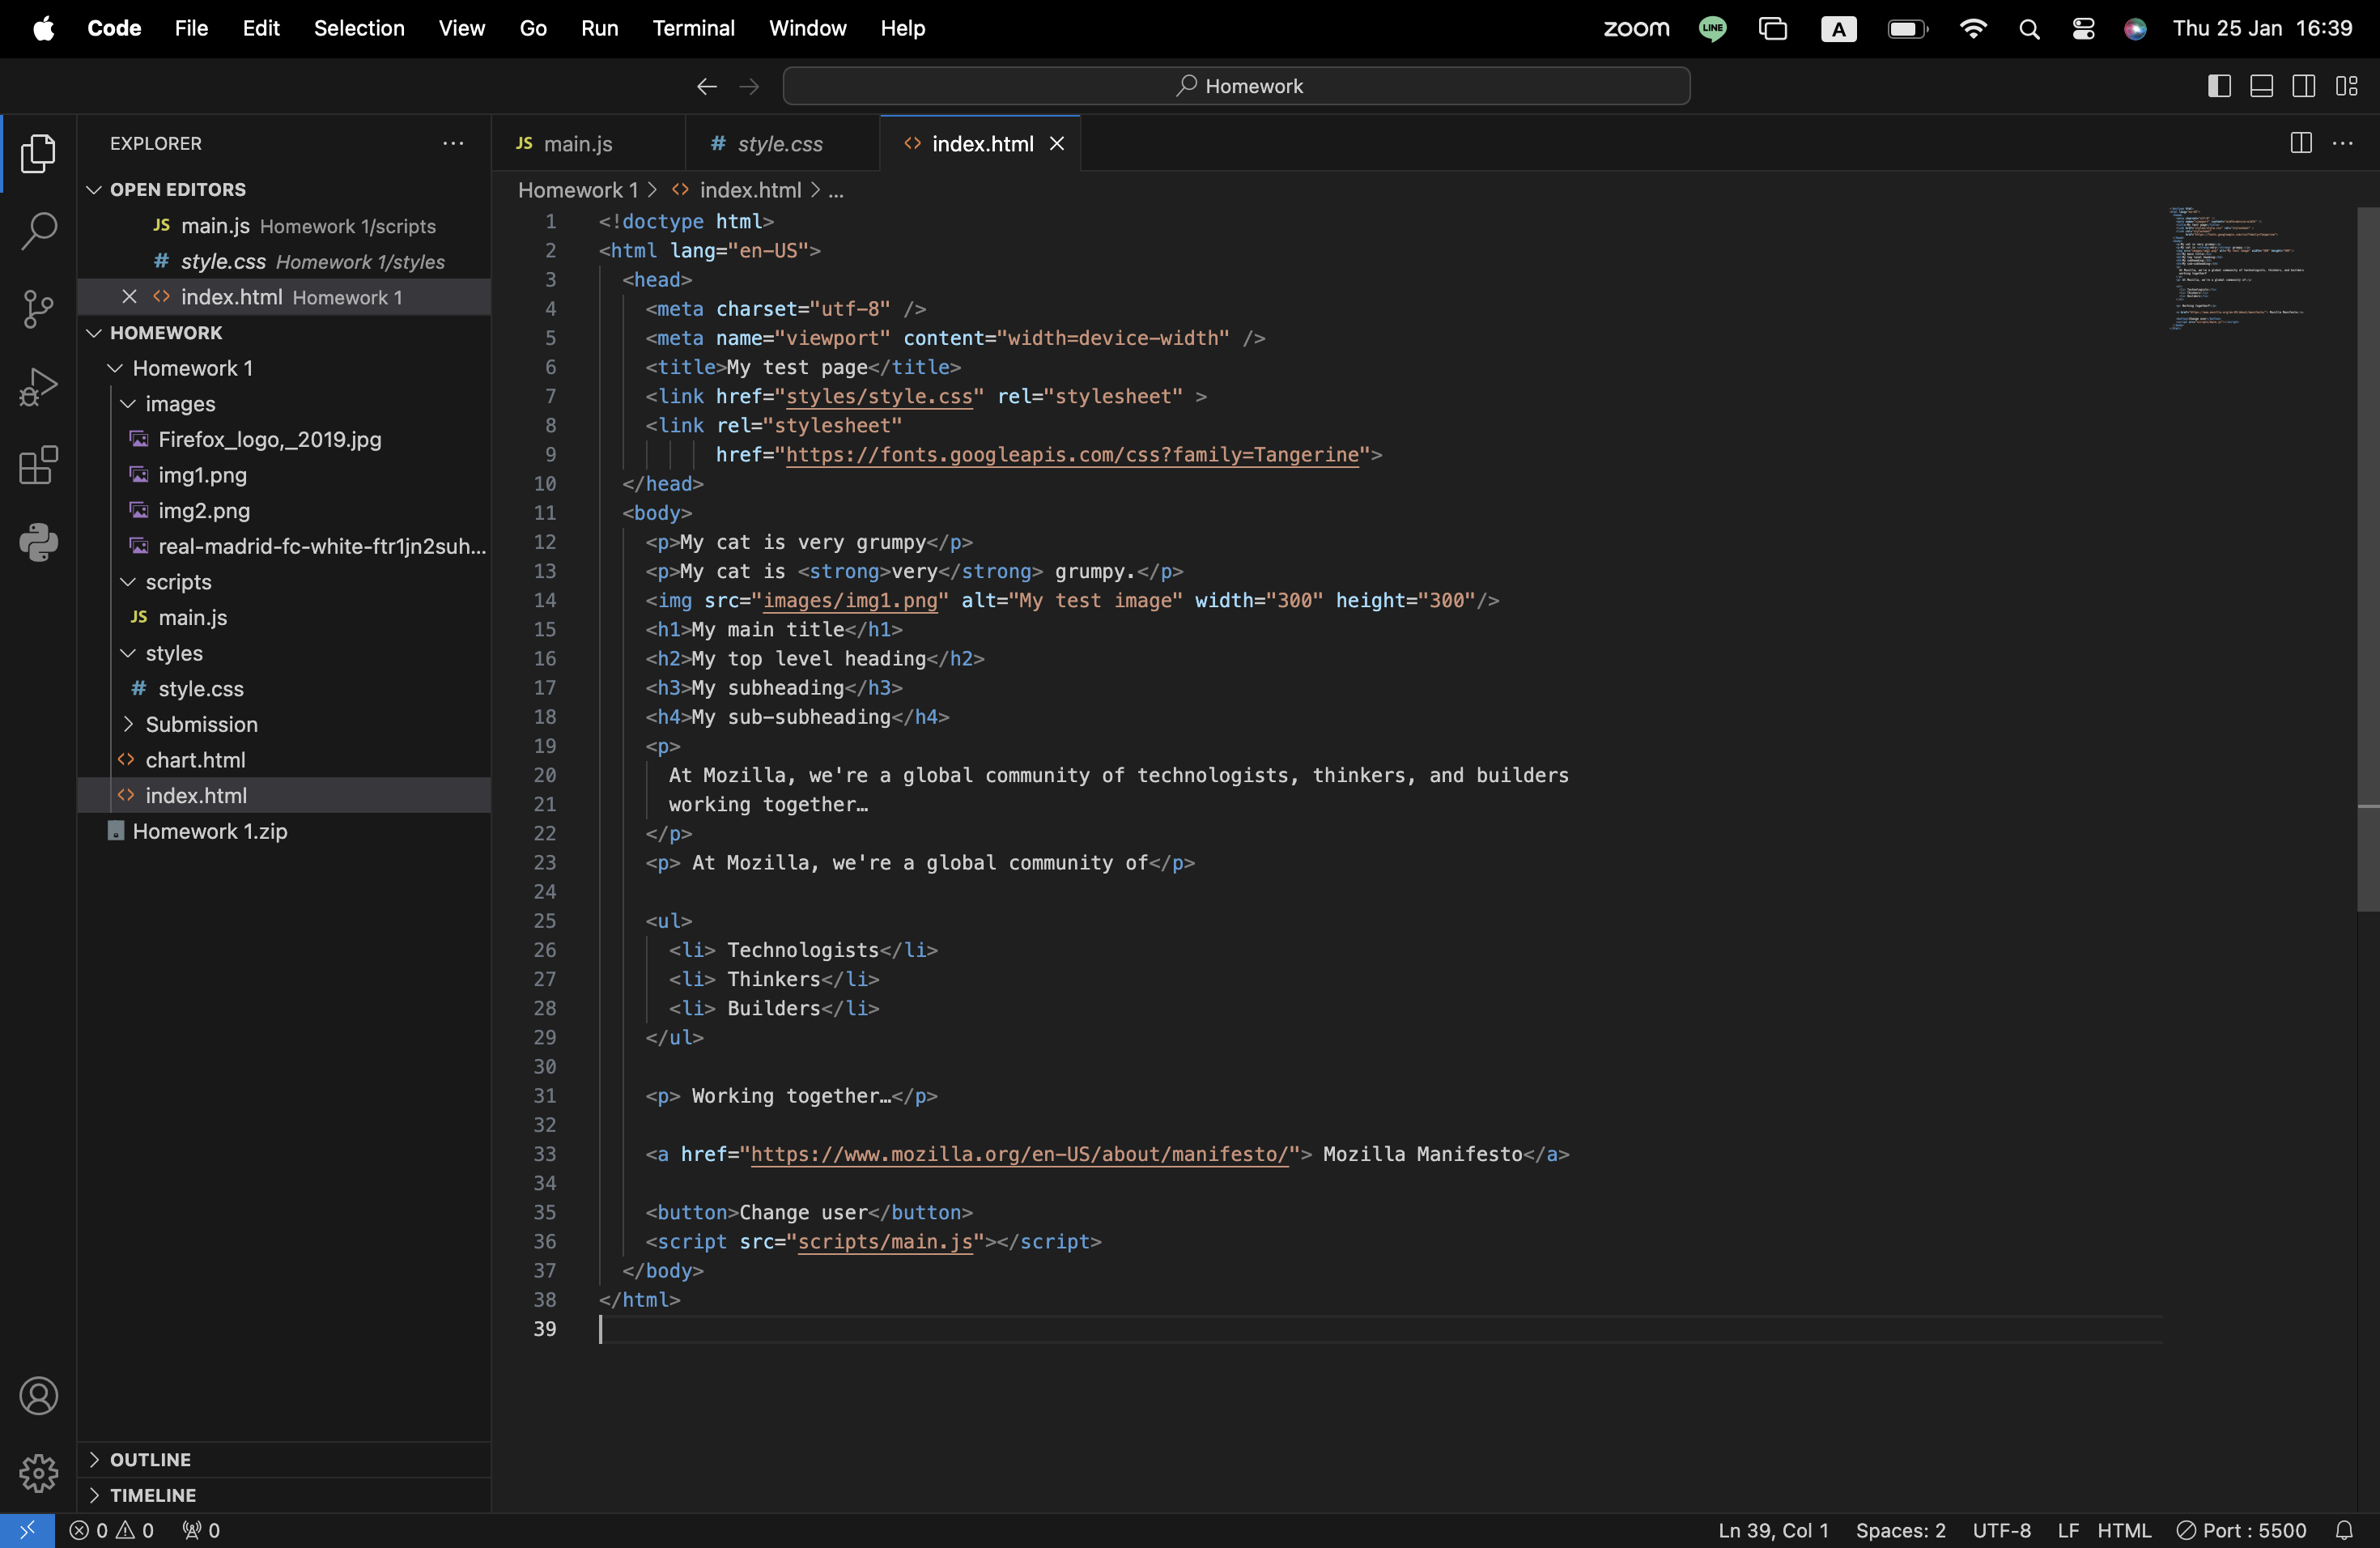 Code File Edit Selection View Go Run Terminal Window Help zoom LINE A Thu 25 Jan 16:39
Homework
EXPLORER
OPEN EDITORS
JS main.js Homework 1/scripts
# style.css Homework 1/styles
index.html Homework 1
HOMEWORK
Homework 1
images
Firefox_logo,_2019.jpg
img1.png
img2.png
real-madrid-fc-white-ftr1jn2suh...
scripts
JS main.js
styles
# style.css
Submission
chart.html
index.html
Homework 1.zip
OUTLINE
TIMELINE
JS main.js # style.css index.html
Homework 1 > index.html > ...
1 <!doctype html>
2 <html lang="en-US">
3 <head>
4 <meta charset="utf-8" />
5 <meta name="viewport" content="width=device-width" />
6 <title>My test page</title>
7 <link href="styles/style.css" rel="stylesheet" >
8 <link rel="stylesheet"
9 href="https://fonts.googleapis.com/css?family=Tangerine">
10 </head>
11 <body>
12 <p>My cat is very grumpy</p>
13 <p>My cat is <strong>very</strong> grumpy.</p>
14 <img src="images/img1.png" alt="My test image" width="300" height="300"/>
15 <h1>My main title</h1>
16 <h2>My top level heading</h2>
17 <h3>My subheading</h3>
18 <h4>My sub-subheading</h4>
19 <p>
20 At Mozilla, we're a global community of technologists, thinkers, and builders
21 working together…
22 </p>
23 <p> At Mozilla, we're a global community of</p>
24
25 <ul>
26 <li> Technologists</li>
27 <li> Thinkers</li>
28 <li> Builders</li>
29 </ul>
30
31 <p> Working together…</p>
32
33 <a href="https://www.mozilla.org/en-US/about/manifesto/"> Mozilla Manifesto</a>
34
35 <button>Change user</button>
36 <script src="scripts/main.js"></script>
37 </body>
38 </html>
39
0 0 0 Ln 39, Col 1 Spaces: 2 UTF-8 LF HTML Port : 5500